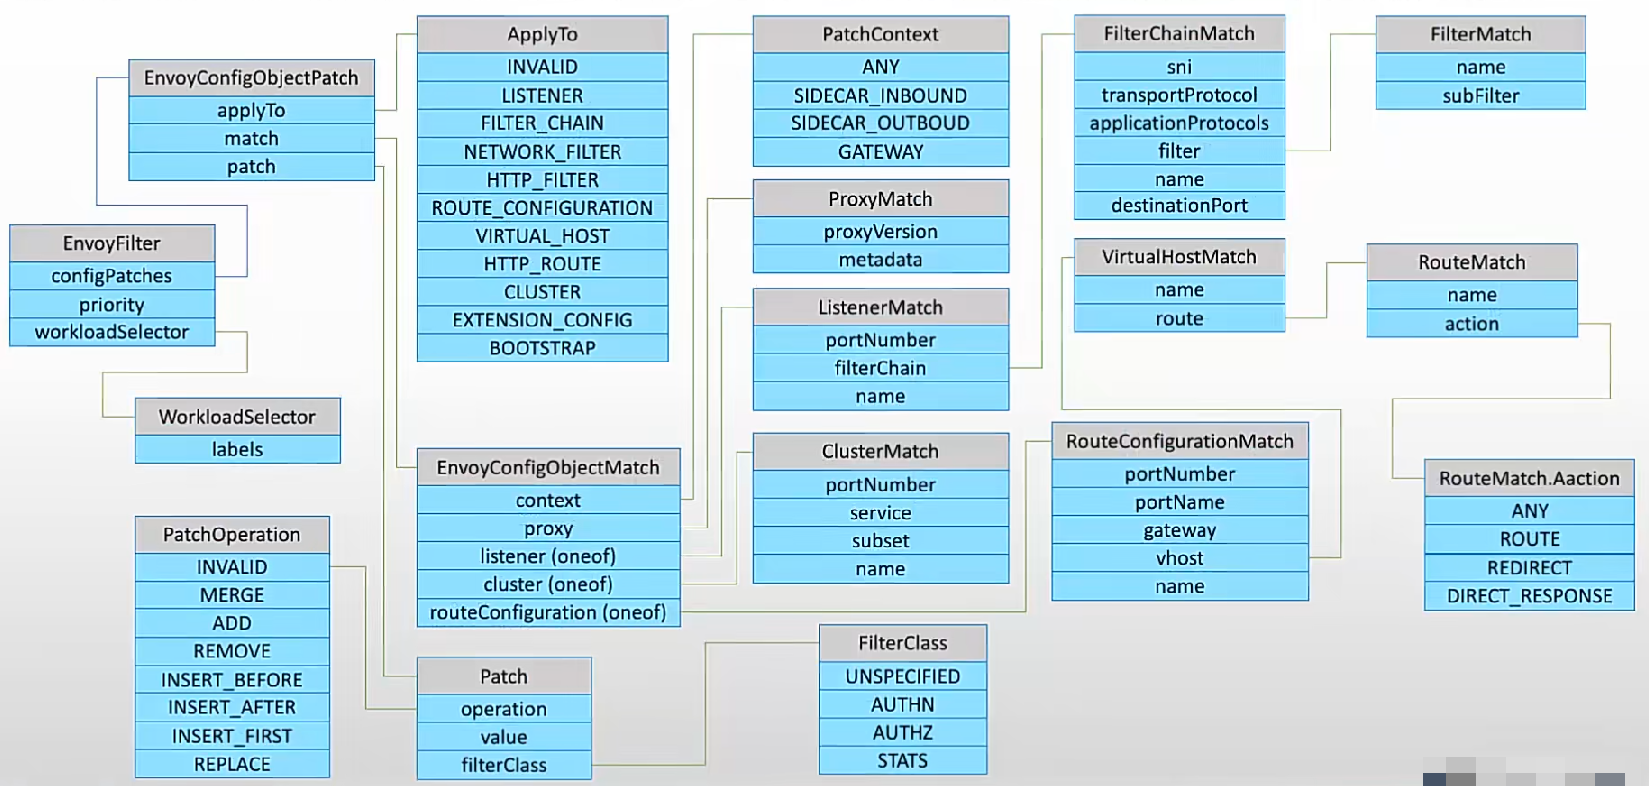 EnvoyFilter
configPatches
priority
workloadSelector
EnvoyConfigObjectPatch
applyTo
match
patch
WorkloadSelector
labels
PatchOperation
INVALID
MERGE
ADD
REMOVE
INSERT_BEFORE
INSERT_AFTER
INSERT_FIRST
REPLACE
ApplyTo
INVALID
LISTENER
FILTER_CHAIN
NETWORK_FILTER
HTTP_FILTER
ROUTE_CONFIGURATION
VIRTUAL_HOST
HTTP_ROUTE
CLUSTER
EXTENSION_CONFIG
BOOTSTRAP
EnvoyConfigObjectMatch
context
proxy
listener (oneof)
cluster (oneof)
routeConfiguration (oneof)
Patch
operation
value
filterClass
PatchContext
ANY
SIDECAR_INBOUND
SIDECAR_OUTBOUD
GATEWAY
ProxyMatch
proxyVersion
metadata
ListenerMatch
portNumber
filterChain
name
ClusterMatch
portNumber
service
subset
name
FilterClass
UNSPECIFIED
AUTHN
AUTHZ
STATS
FilterChainMatch
sni
transportProtocol
applicationProtocols
filter
name
destinationPort
VirtualHostMatch
name
route
RouteConfigurationMatch
portNumber
portName
gateway
vhost
name
FilterMatch
name
subFilter
RouteMatch
name
action
RouteMatch.Aaction
ANY
ROUTE
REDIRECT
DIRECT_RESPONSE